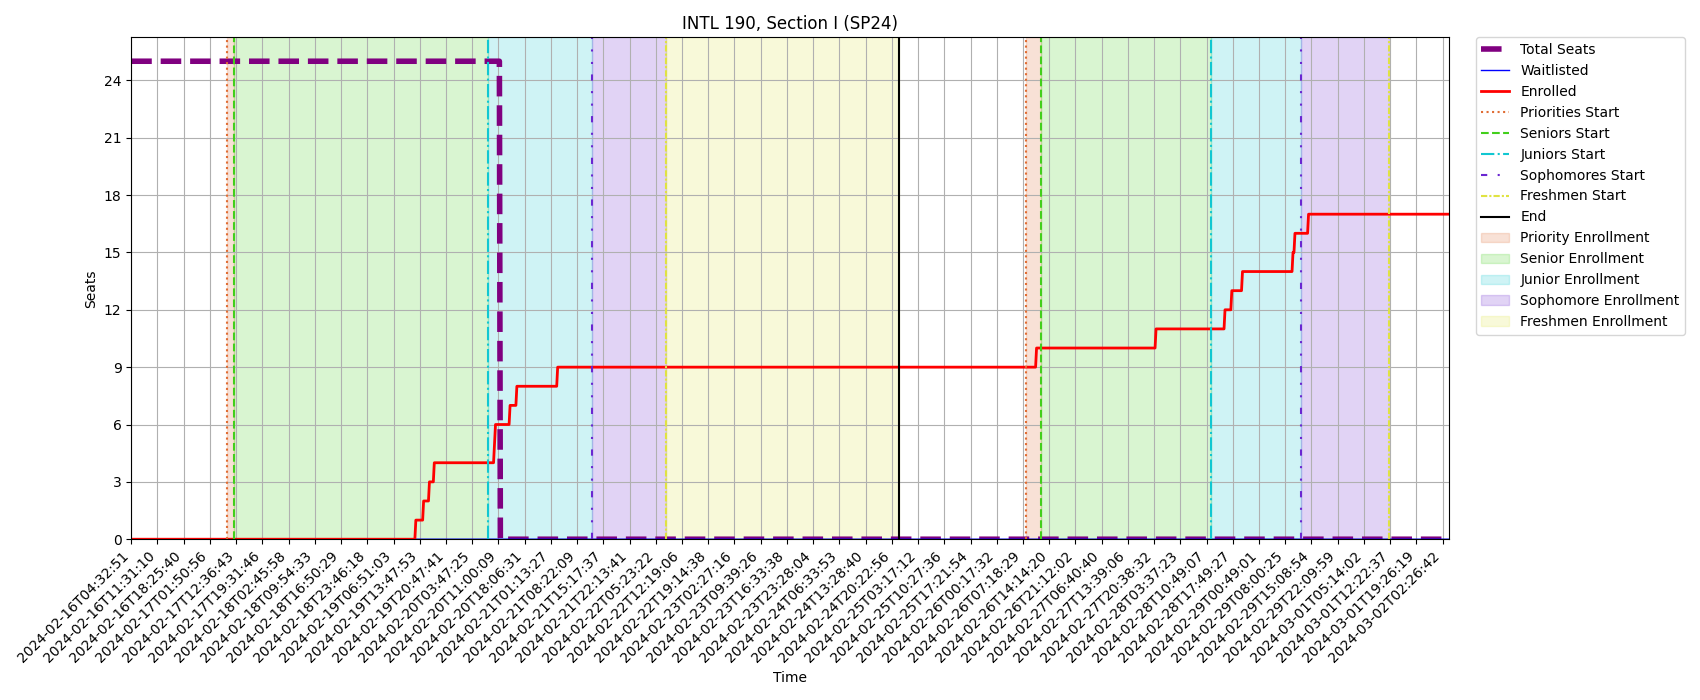 INTL 190, Section I (SP24)
Seats
24
21
18
15
12
9
6
3
0
2024-02-16T04:32:51
2024-02-16T11:31:10
2024-02-16T18:25:40
2024-02-17T01:50:56
2024-02-17T12:36:43
2024-02-17T19:31:46
2024-02-18T02:45:58
2024-02-18T09:54:33
2024-02-18T16:50:29
2024-02-18T23:46:18
2024-02-19T06:51:03
2024-02-19T13:47:53
2024-02-19T20:47:41
2024-02-20T03:47:25
2024-02-20T11:00:09
2024-02-20T18:06:31
2024-02-21T01:13:27
2024-02-21T08:22:09
2024-02-21T15:17:37
2024-02-21T22:13:41
2024-02-22T05:23:22
2024-02-22T12:19:06
2024-02-22T19:14:38
2024-02-23T02:27:16
2024-02-23T09:39:26
2024-02-23T16:33:38
2024-02-23T23:28:04
2024-02-24T06:33:53
2024-02-24T13:28:40
2024-02-24T20:22:56
2024-02-25T03:17:12
2024-02-25T10:27:36
2024-02-25T17:21:54
2024-02-26T00:17:32
2024-02-26T07:18:29
2024-02-26T14:14:20
2024-02-26T21:12:02
2024-02-27T06:40:40
2024-02-27T13:39:06
2024-02-27T20:38:32
2024-02-28T03:37:23
2024-02-28T10:49:07
2024-02-28T17:49:27
2024-02-29T00:49:01
2024-02-29T08:00:25
2024-02-29T15:08:54
2024-02-29T22:09:59
2024-03-01T05:14:02
2024-03-01T12:22:37
2024-03-01T19:26:19
2024-03-02T02:26:42
Time
Total Seats
Waitlisted
Enrolled
Priorities Start
Seniors Start
Juniors Start
Sophomores Start
Freshmen Start
End
Priority Enrollment
Senior Enrollment
Junior Enrollment
Sophomore Enrollment
Freshmen Enrollment